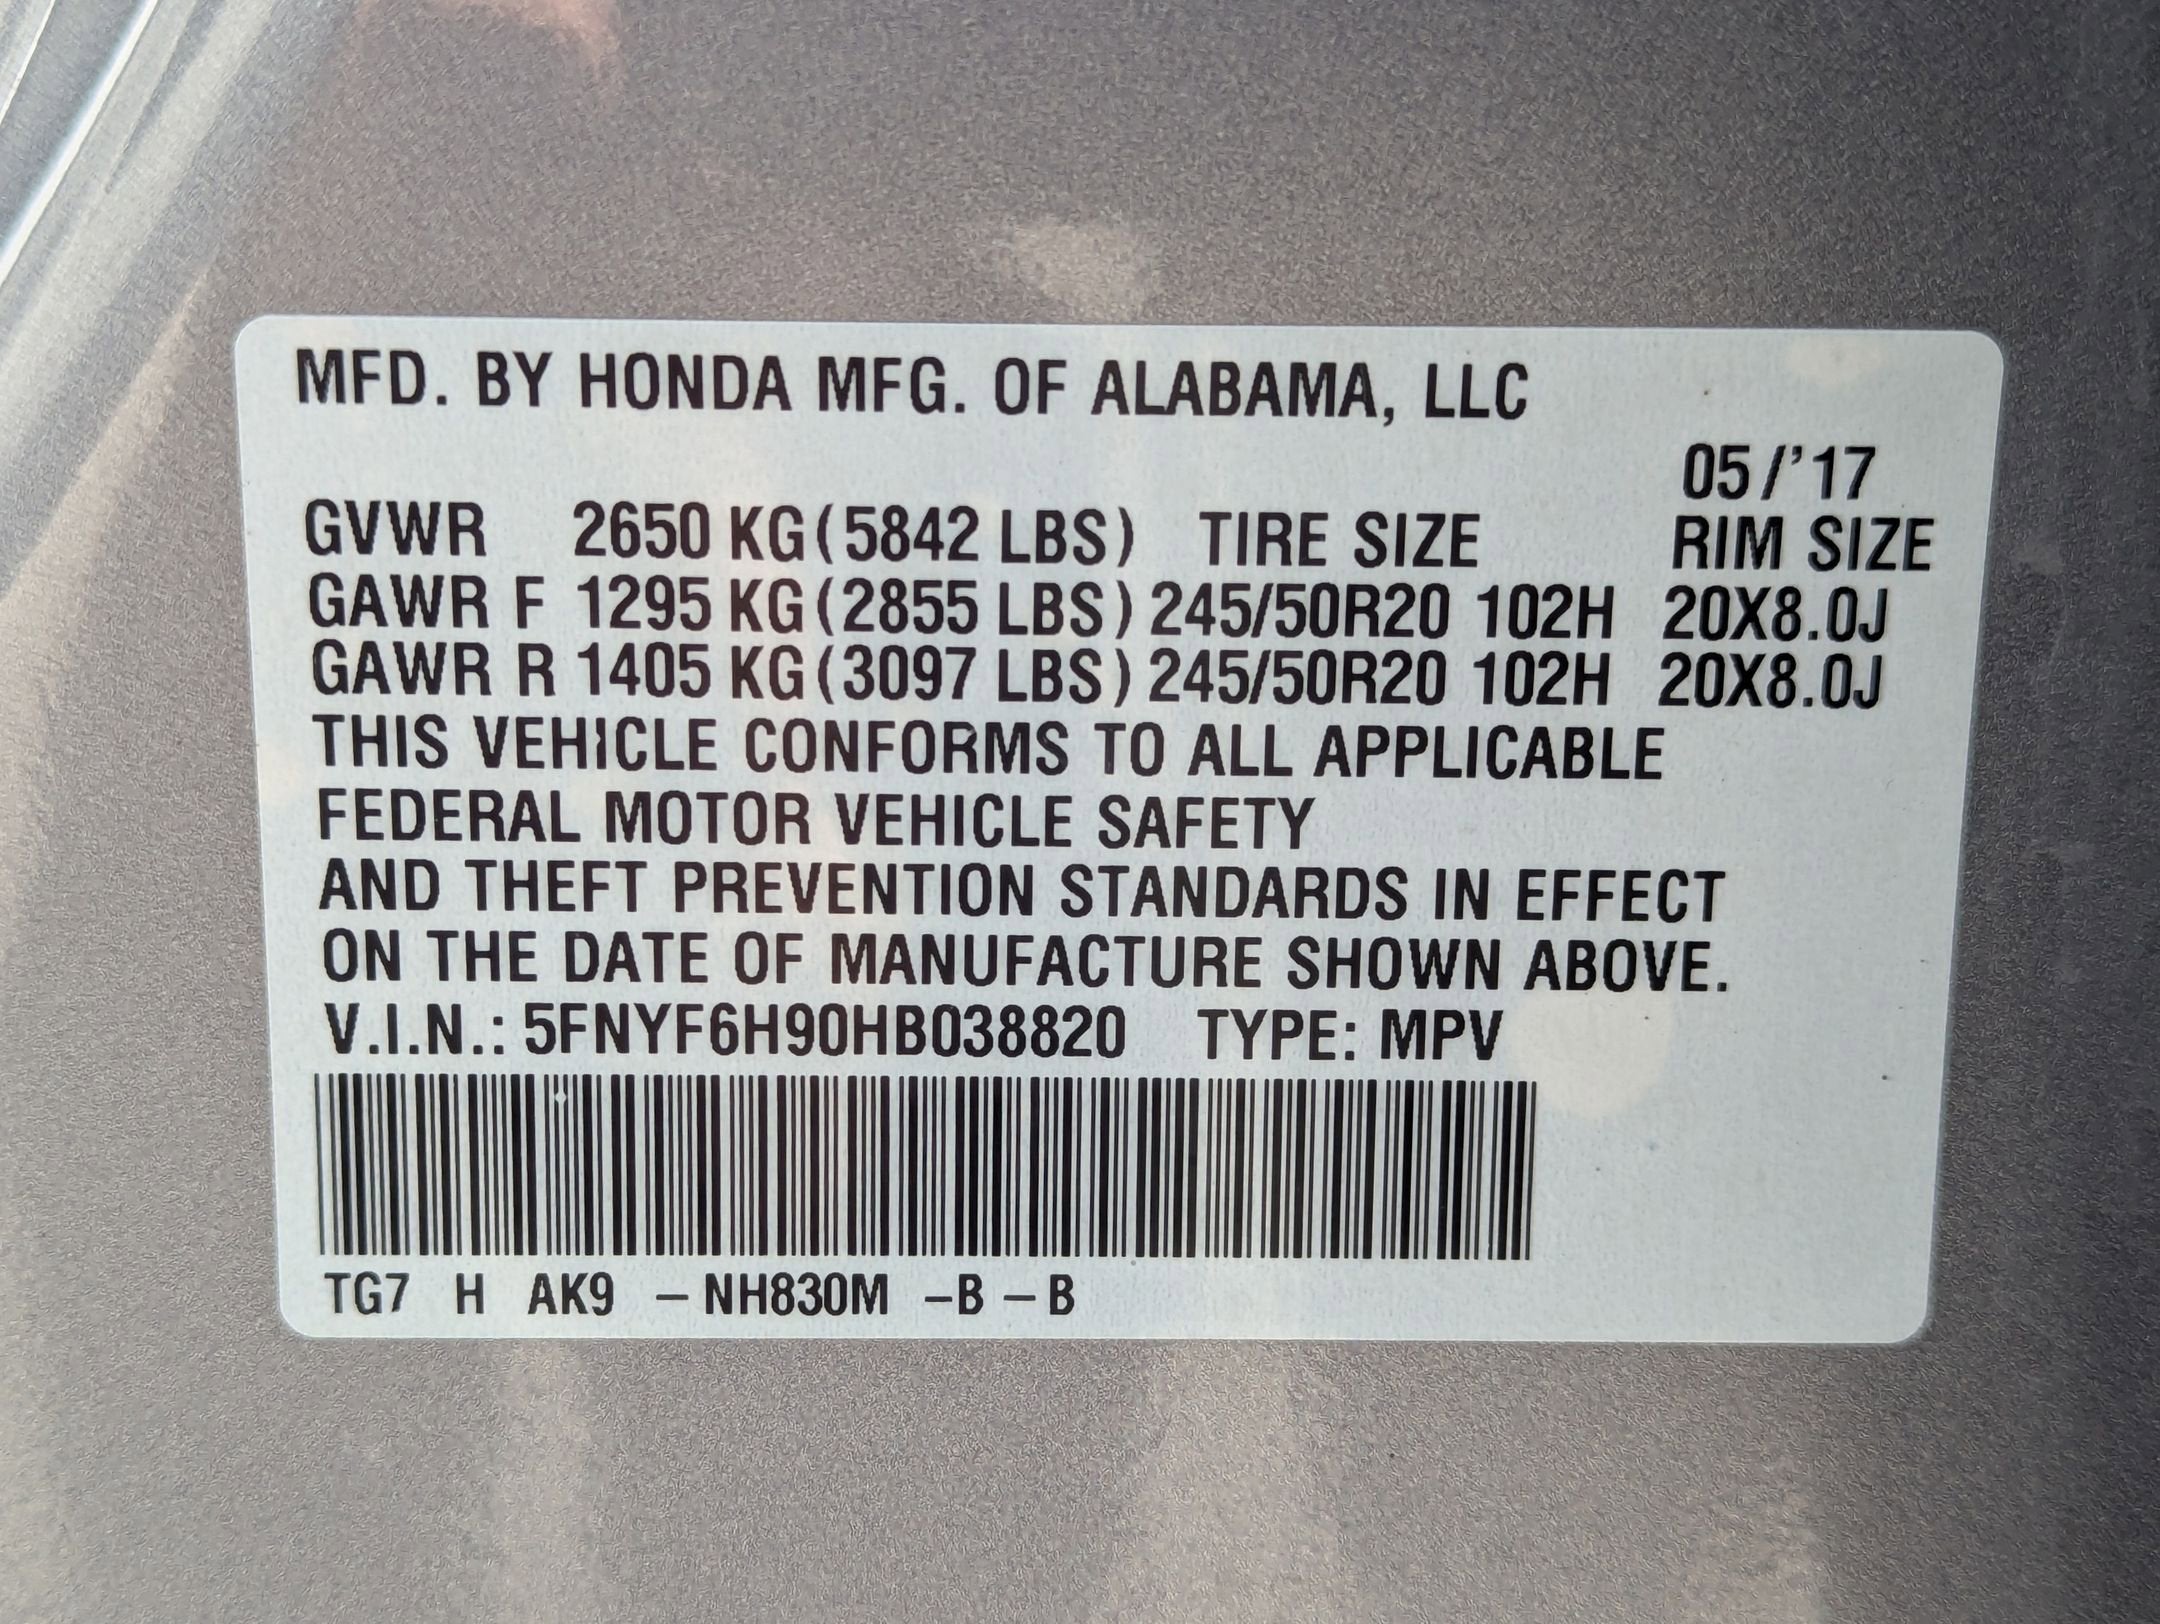 MFD. BY HONDA MFG. OF ALABAMA, LLC
05/'17
GVWR 2650 KG (5842 LBS) TIRE SIZE RIM SIZE
GAWR F 1295 KG (2855 LBS) 245/50R20 102H 20X8.0J
GAWR R 1405 KG (3097 LBS) 245/50R20 102H 20X8.0J
THIS VEHICLE CONFORMS TO ALL APPLICABLE
FEDERAL MOTOR VEHICLE SAFETY
AND THEFT PREVENTION STANDARDS IN EFFECT
ON THE DATE OF MANUFACTURE SHOWN ABOVE.
V.I.N.: 5FNYF6H90HB038820 TYPE: MPV
TG7 H AK9 – NH830M –B – B